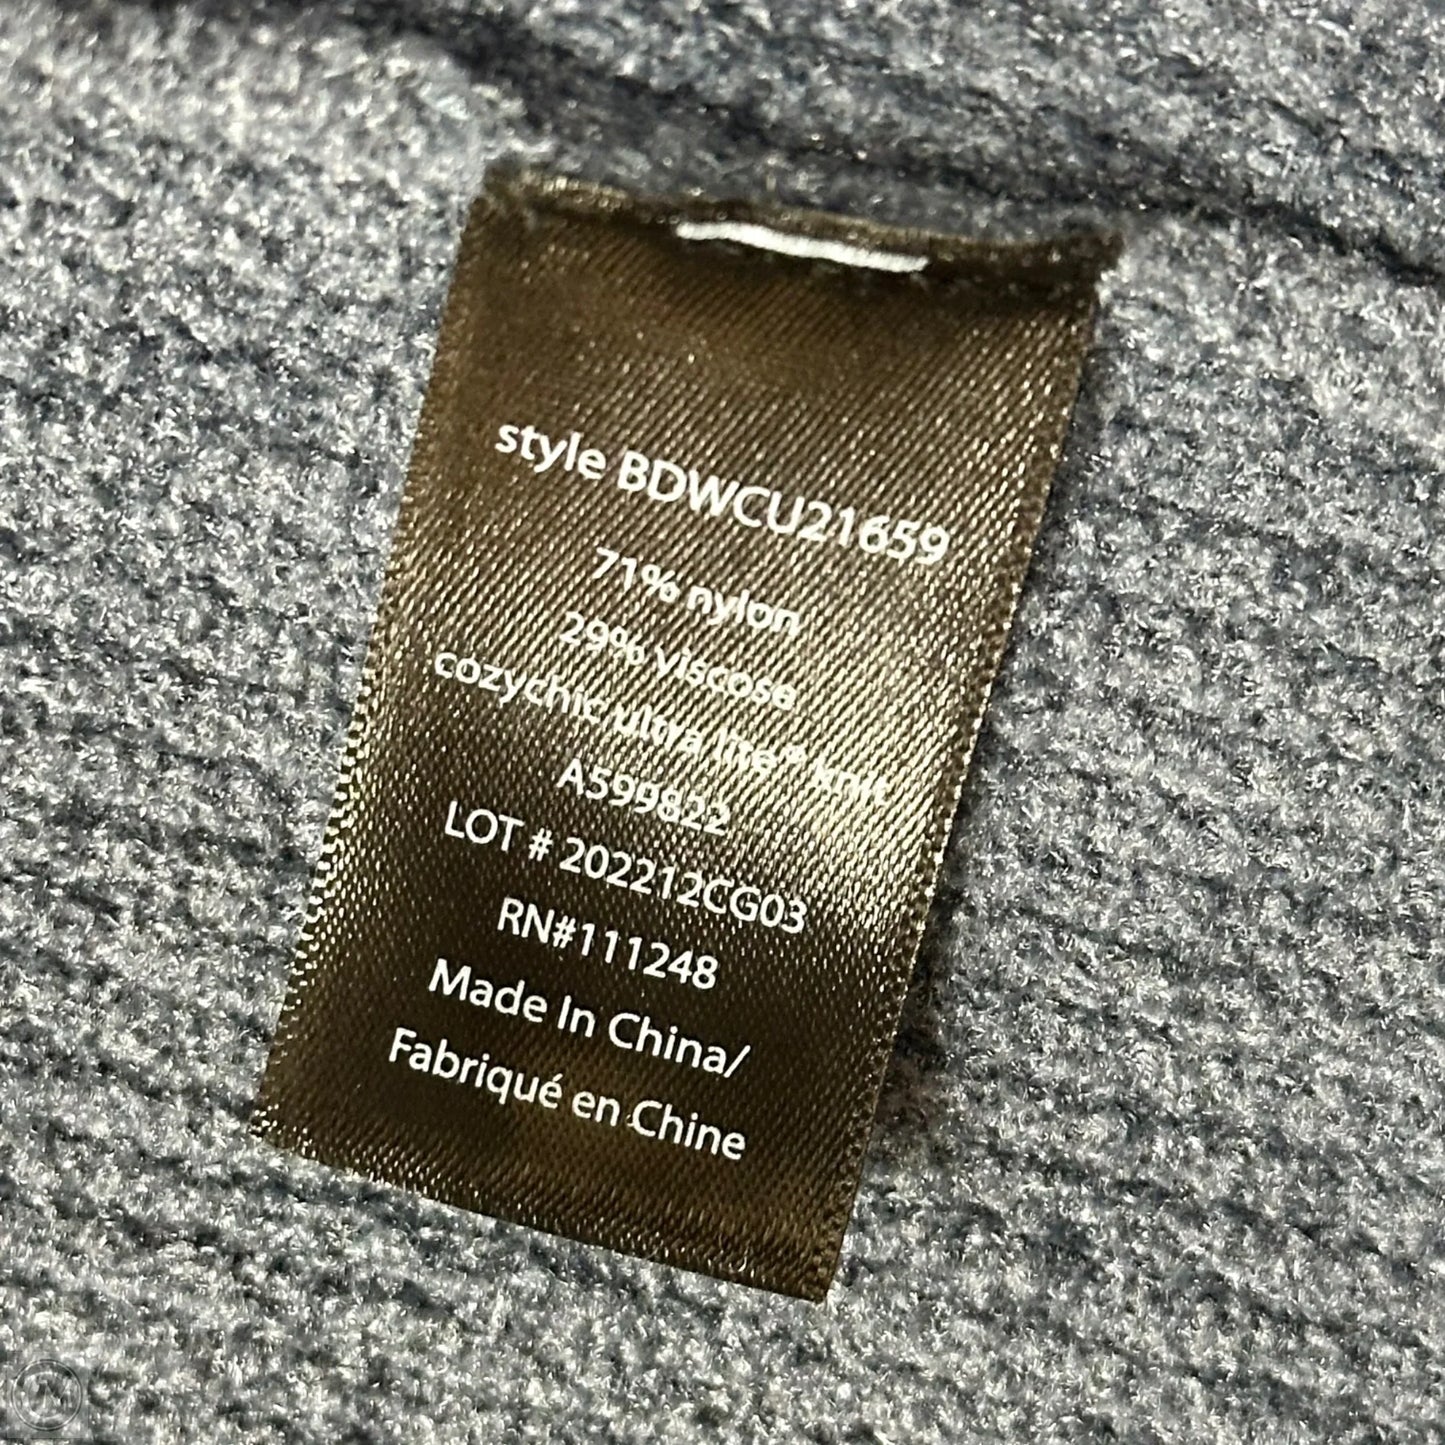 style BDWCU21659
71% nylon
29% viscose
cozychic ultra lite® knit
A599822
LOT # 202212CG03
RN#111248
Made In China/
Fabriqué en Chine